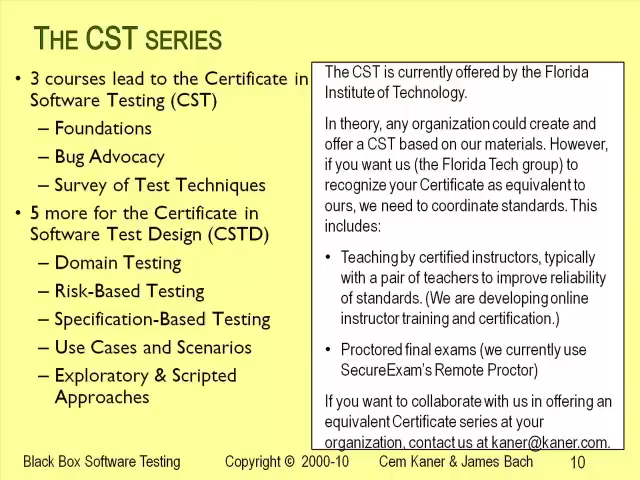 THE CST SERIES
• 3 courses lead to the Certificate in
Software Testing (CST)
– Foundations
– Bug Advocacy
– Survey of Test Techniques
• 5 more for the Certificate in
Software Test Design (CSTD)
– Domain Testing
– Risk-Based Testing
– Specification-Based Testing
– Use Cases and Scenarios
– Exploratory & Scripted
Approaches
The CST is currently offered by the Florida
Institute of Technology.
In theory, any organization could create and
offer a CST based on our materials. However,
if you want us (the Florida Tech group) to
recognize your Certificate as equivalent to
ours, we need to coordinate standards. This
includes:
• Teaching by certified instructors, typically
with a pair of teachers to improve reliability
of standards. (We are developing online
instructor training and certification.)
• Proctored final exams (we currently use
SecureExam's Remote Proctor)
If you want to collaborate with us in offering an
equivalent Certificate series at your
organization, contact us at kaner@kaner.com.
Black Box Software Testing Copyright © 2000-10 Cem Kaner & James Bach 10